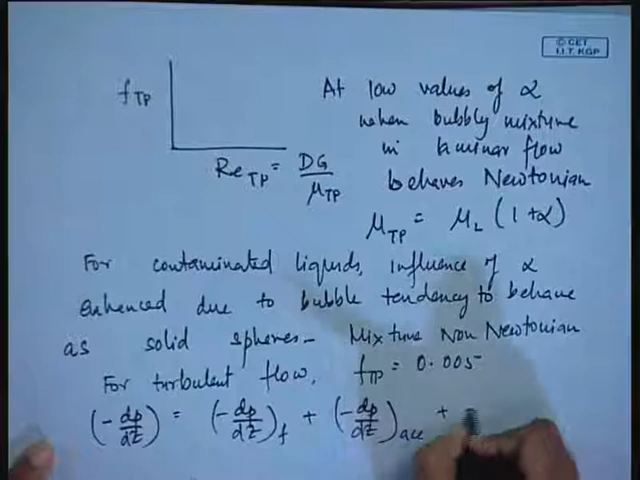 © CET
I.I.T. KGP
f_TP
Re_TP = DG/μ_TP
At low values of α
when bubbly mixture
in laminar flow
behaves Newtonian
μ_TP = μ_L (1+α)
For contaminated liquids, influence of α
enhanced due to bubble tendency to behave
as solid spheres - Mixture Non Newtonian
For turbulent flow, f_TP = 0.005
(-dp/dz) = (-dp/dz)_f + (-dp/dz)_acc +